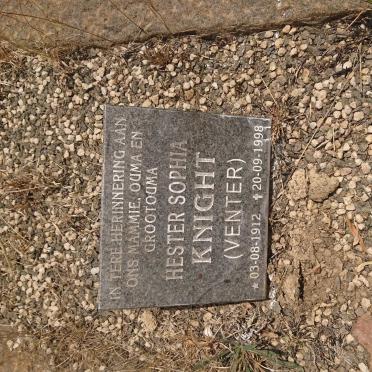 IN TERE HERINNERING AAN
ONS MAMMIE, OUMA EN
GROOTOUMA
HESTER SOPHIA
KNIGHT
(VENTER)
★ 03-08-1912 ✝ 20-09-1998